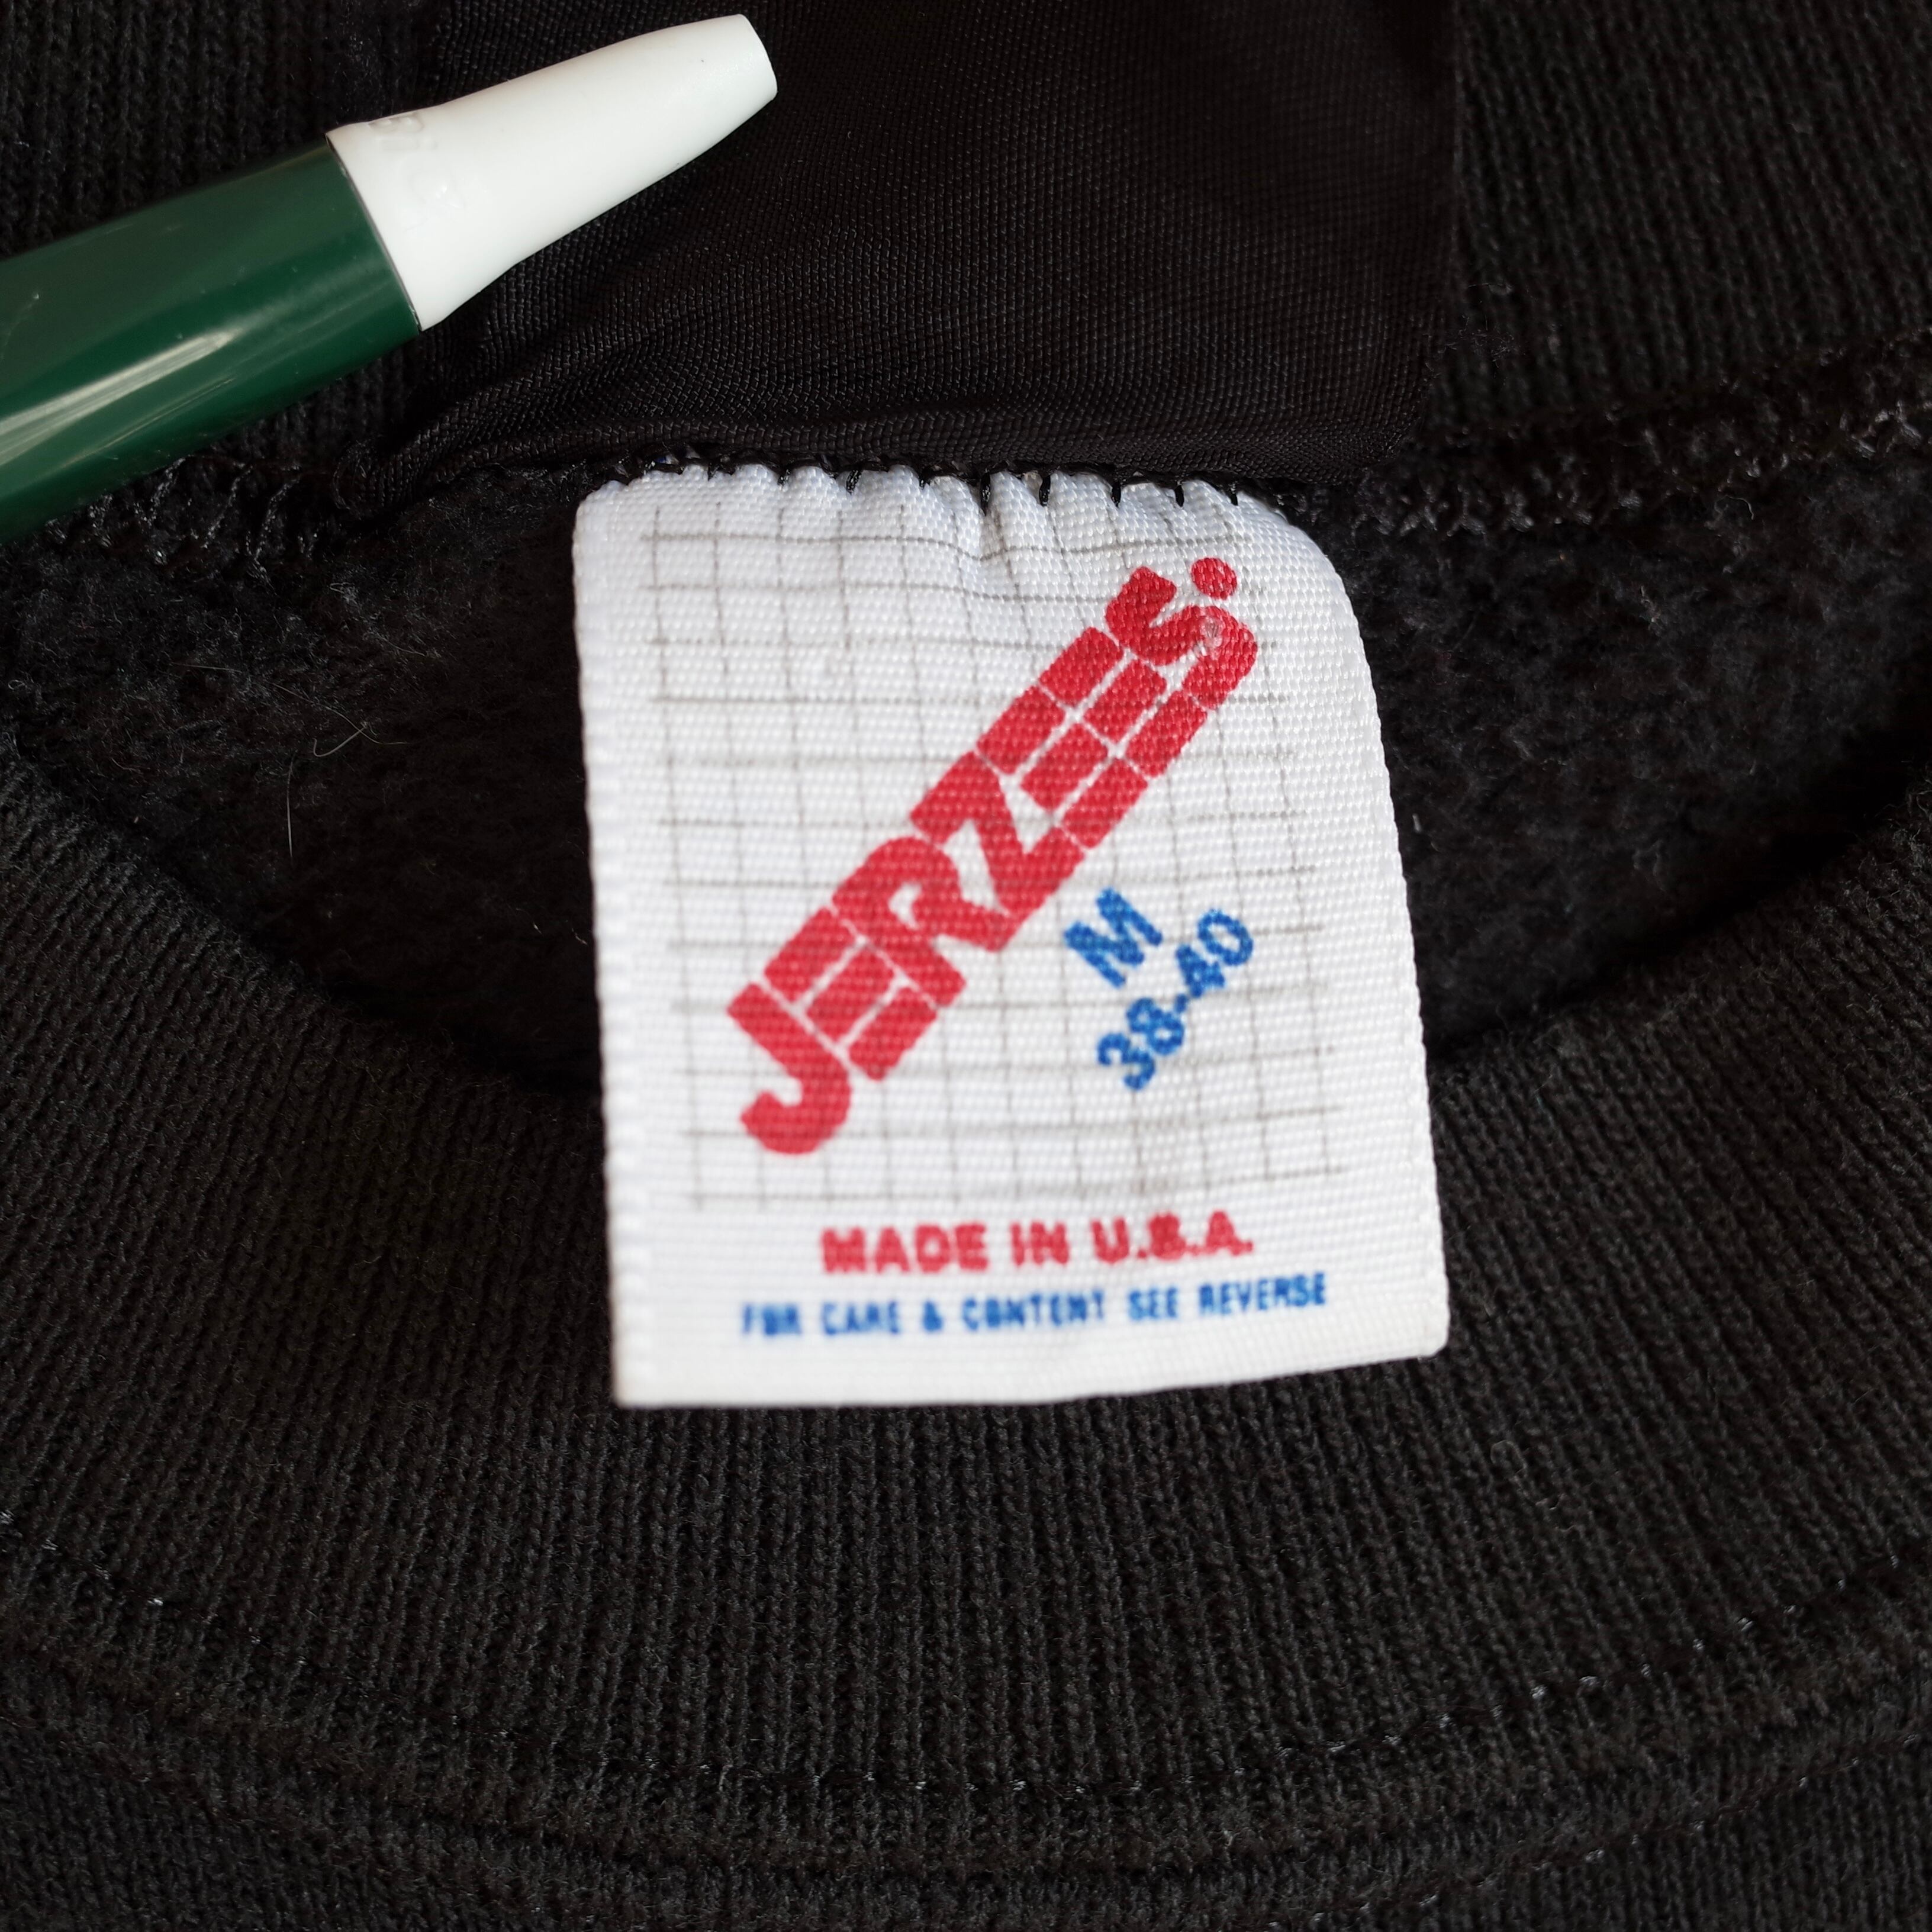 JERZEES.
M
38-40
MADE IN U.S.A.
FOR CARE & CONTENT SEE REVERSE